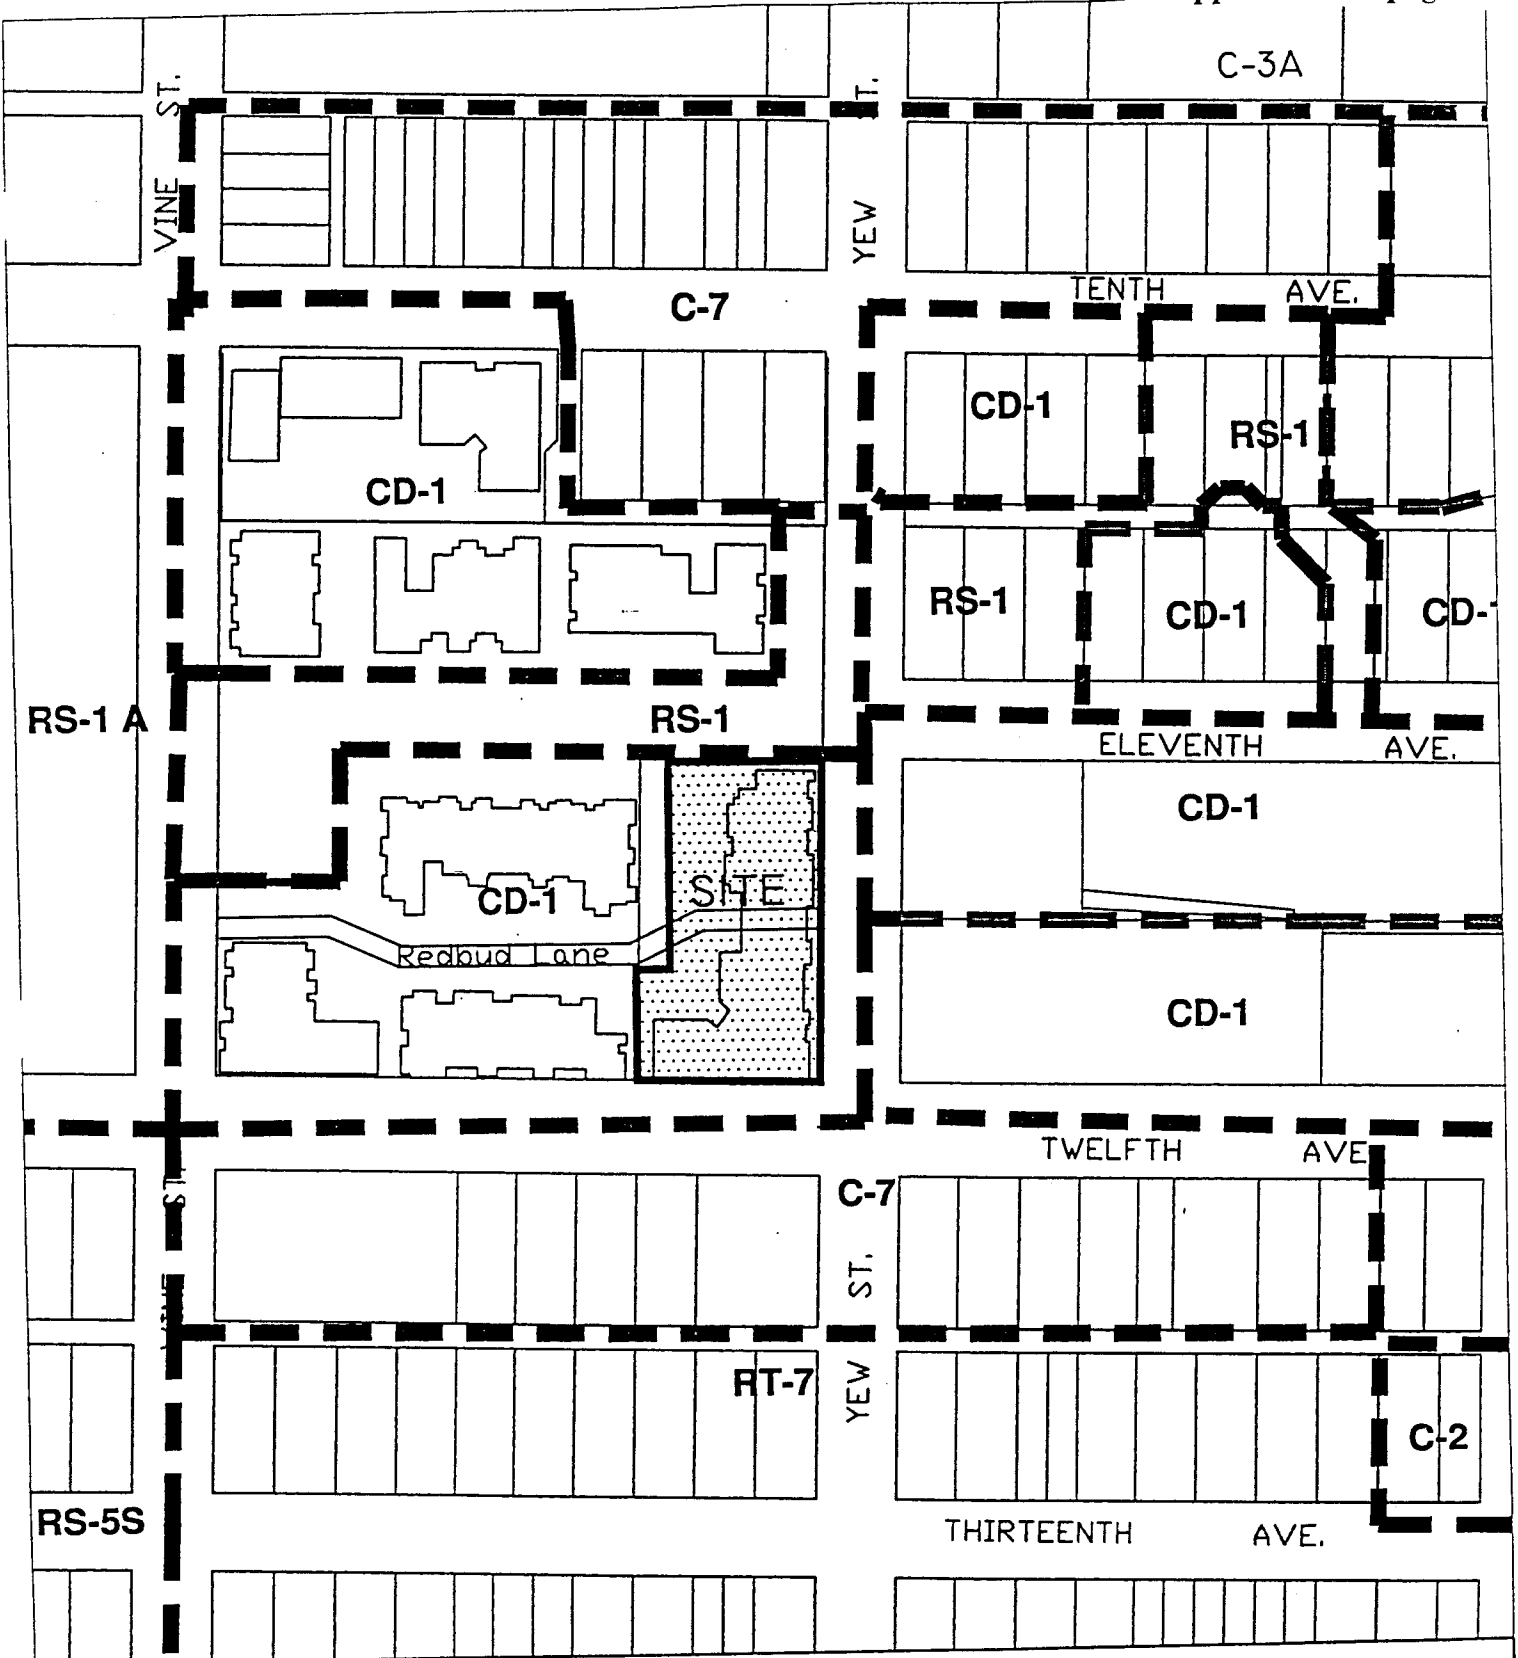 C-3A
ST.
VINE
YEW
TENTH AVE.
C-7
CD-1
RS-1
CD-1
RS-1
CD-1
CD-1
RS-1 A
RS-1
ELEVENTH AVE.
CD-1
SITE
CD-1
Redbud Lane
CD-1
TWELFTH AVE
ST.
C-7
ST.
VINE
RT-7
YEW
C-2
RS-5S
THIRTEENTH AVE.